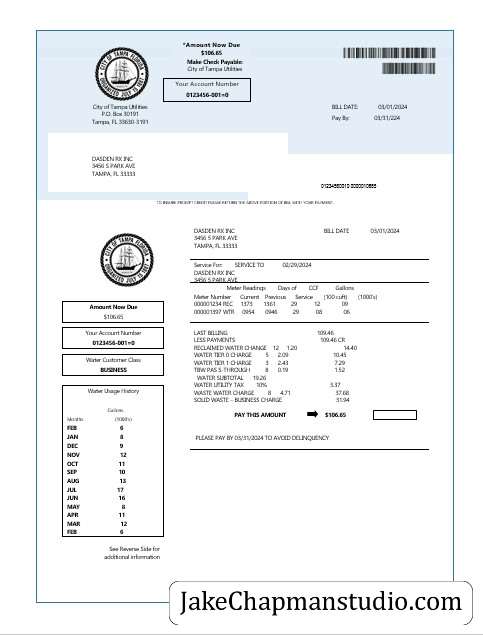 *Amount Now Due
$106.65
Make Check Payable:
City of Tampa Utilities
Your Account Number
0123456-001=0
City of Tampa Utilities
P.O. Box 30191
Tampa, FL 33630-3191
BILL DATE: 03/01/2024
Pay By: 03/31/224
DASDEN RX INC
3456 S PARK AVE
TAMPA, FL 33333
TO INSURE PROMPT CREDIT PLEASE RETURN THE ABOVE PORTION OF BILL WITH YOUR PAYMENT
CITY OF TAMPA, FLORIDA
ORGANIZED JULY 15 1887
DASDEN RX INC BILL DATE 03/01/2024
3456 S PARK AVE
TAMPA, FL 33333
Service For: SERVICE TO 02/29/2024
DASDEN RX INC
3456 S PARK AVE
Meter Readings Days of CCF Gallons
Meter Number Current Previous Service (100 cuft) (1000's)
000001234 REC 1373 1361 29 12 09
000001397 WTR 0954 0946 29 08 06
LAST BILLING 109.46
LESS PAYMENTS 109.46 CR
RECLAIMED WATER CHANGE 12 1.20 14.40
WATER TIER 0 CHARGE 5 2.09 10.45
WATER TIER 1 CHARGE 3 2.43 7.29
TBW PAS S-THROUGH 8 0.19 1.52
WATER SUBTOTAL 19.26
WATER UTILITY TAX 10% 3.37
WASTE WATER CHARGE 8 4.71 37.68
SOLID WASTE – BUSINESS CHARGE 31.94
PAY THIS AMOUNT $106.65
PLEASE PAY BY 03/31/2024 TO AVOID DELINQUENCY
Amount Now Due
$106.65
Your Account Number
0123456-001=0
Water Customer Class
BUSINESS
Water Usage History
Gallons
Months (1000's)
FEB 6
JAN 8
DEC 9
NOV 12
OCT 11
SEP 10
AUG 13
JUL 17
JUN 16
MAY 8
APR 11
MAR 12
FEB 6
See Reverse Side for
additional information
JakeChapmanstudio.com